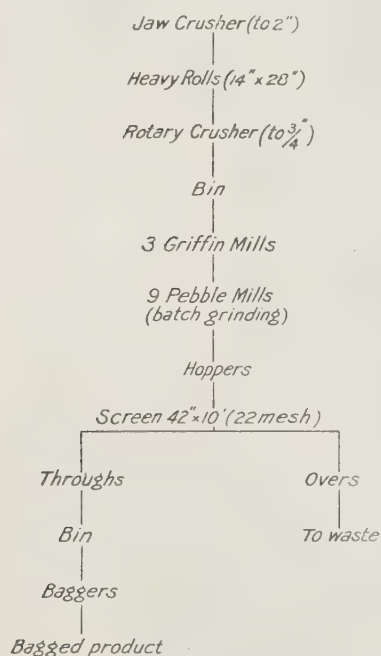 Jaw Crusher (to 2")
Heavy Rolls (14" x 28")
Rotary Crusher (to 3/4")
Bin
3 Griffin Mills
9 Pebble Mills
(batch grinding)
Hoppers
Screen 42" x 10' (22 mesh)
Throughs
Overs
Bin
To waste
Baggers
Bagged product